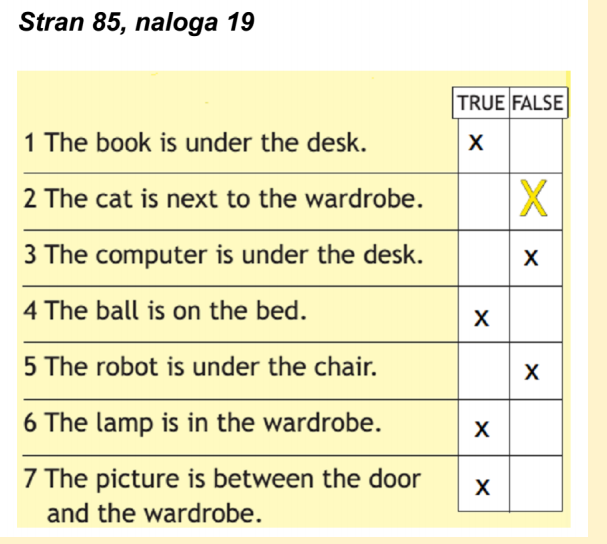 Stran 85, naloga 19
TRUE FALSE
1 The book is under the desk. X
2 The cat is next to the wardrobe. X
3 The computer is under the desk. X
4 The ball is on the bed. X
5 The robot is under the chair. X
6 The lamp is in the wardrobe. X
7 The picture is between the door X
and the wardrobe.